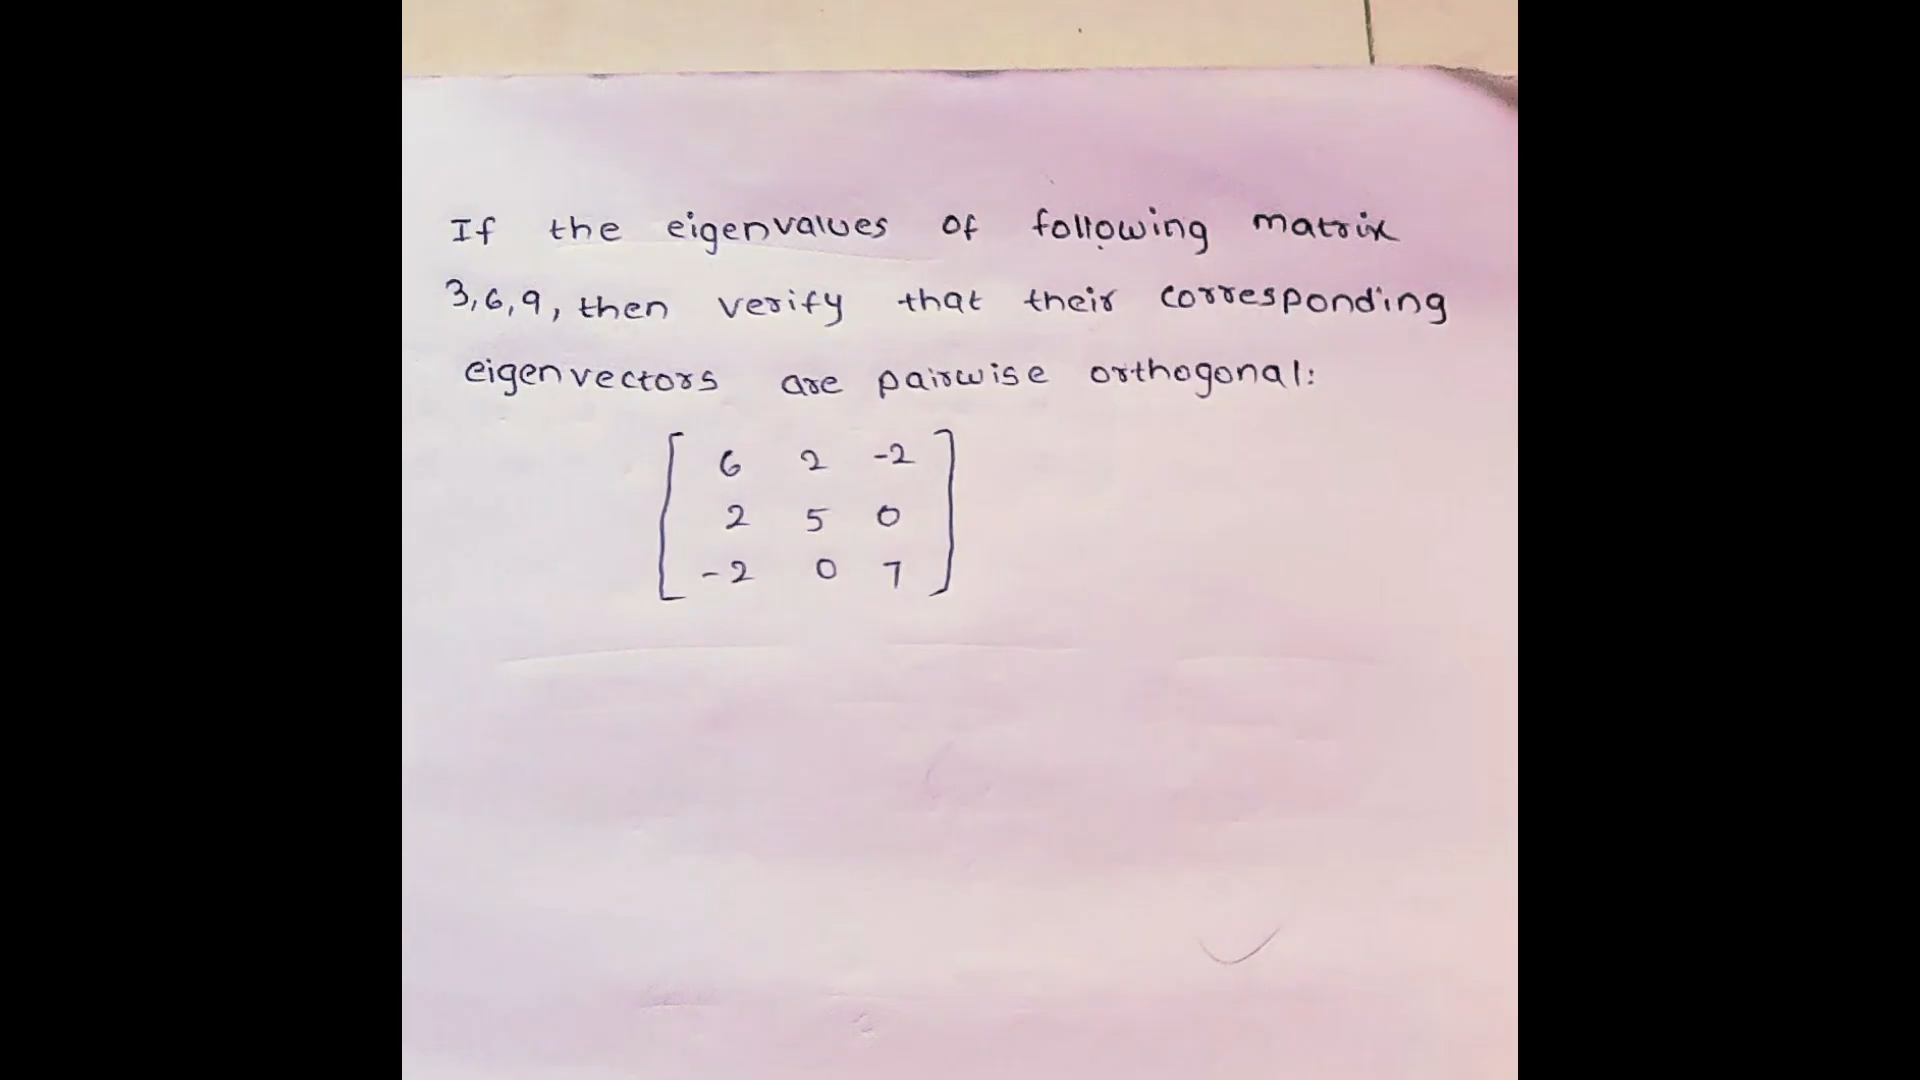 If the eigenvalues of following matrix
3,6,9, then verify that their corresponding
eigenvectors are pairwise orthogonal:
6 2 -2
2 5 0
-2 0 7